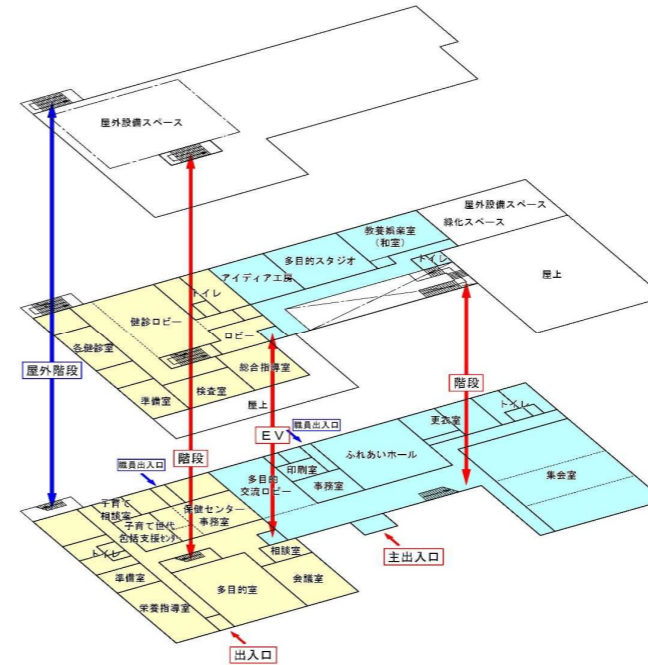 屋外設備スペース
屋外設備スペース
緑化スペース
教養娯楽室
(和室)
多目的スタジオ
アイディア工房
トイレ
トイレ
屋上
健診ロビー
ロビー
各健診室
総合指導室
検査室
準備室
屋上
屋外階段
階段
EV
階段
職員出入口
職員出入口
更衣室
トイレ
ふれあいホール
集会室
印刷室
事務室
多目的
交流ロビー
保健センター
事務室
子育て
相談室
子育て世代
包括支援センター
トイレ
相談室
会議室
準備室
多目的室
栄養指導室
主出入口
出入口